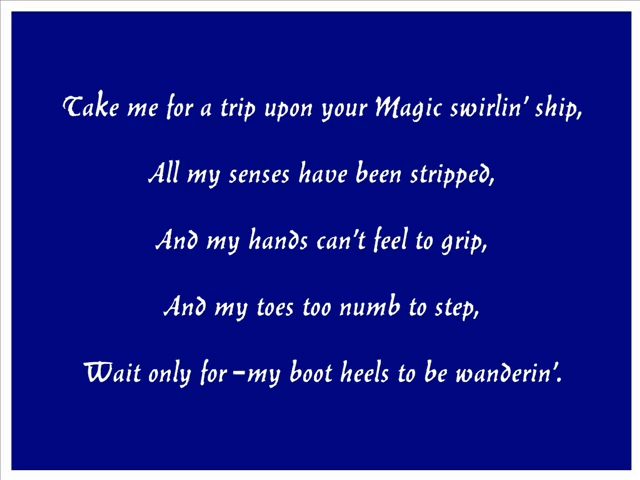 Take me for a trip upon your Magic swirlin' ship,
All my senses have been stripped,
And my hands can't feel to grip,
And my toes too numb to step,
Wait only for –my boot heels to be wanderin'.